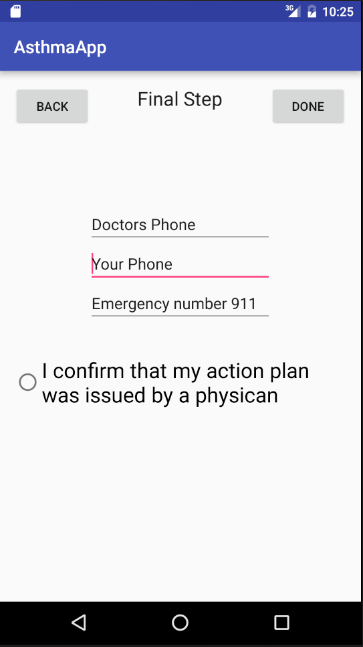 3G 10:25
AsthmaApp
BACK Final Step DONE
Doctors Phone
Your Phone
Emergency number 911
I confirm that my action plan
was issued by a physican